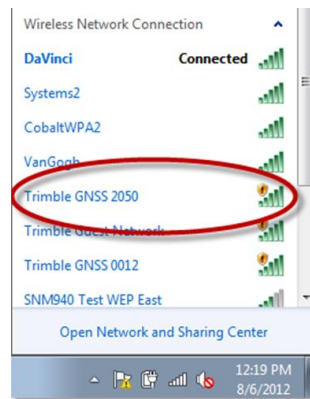 Wireless Network Connection
DaVinci Connected
Systems2
CobaltWPA2
VanGogh
Trimble GNSS 2050
Trimble Guest Network
Trimble GNSS 0012
SNM940 Test WEP East
Open Network and Sharing Center
12:19 PM
8/6/2012